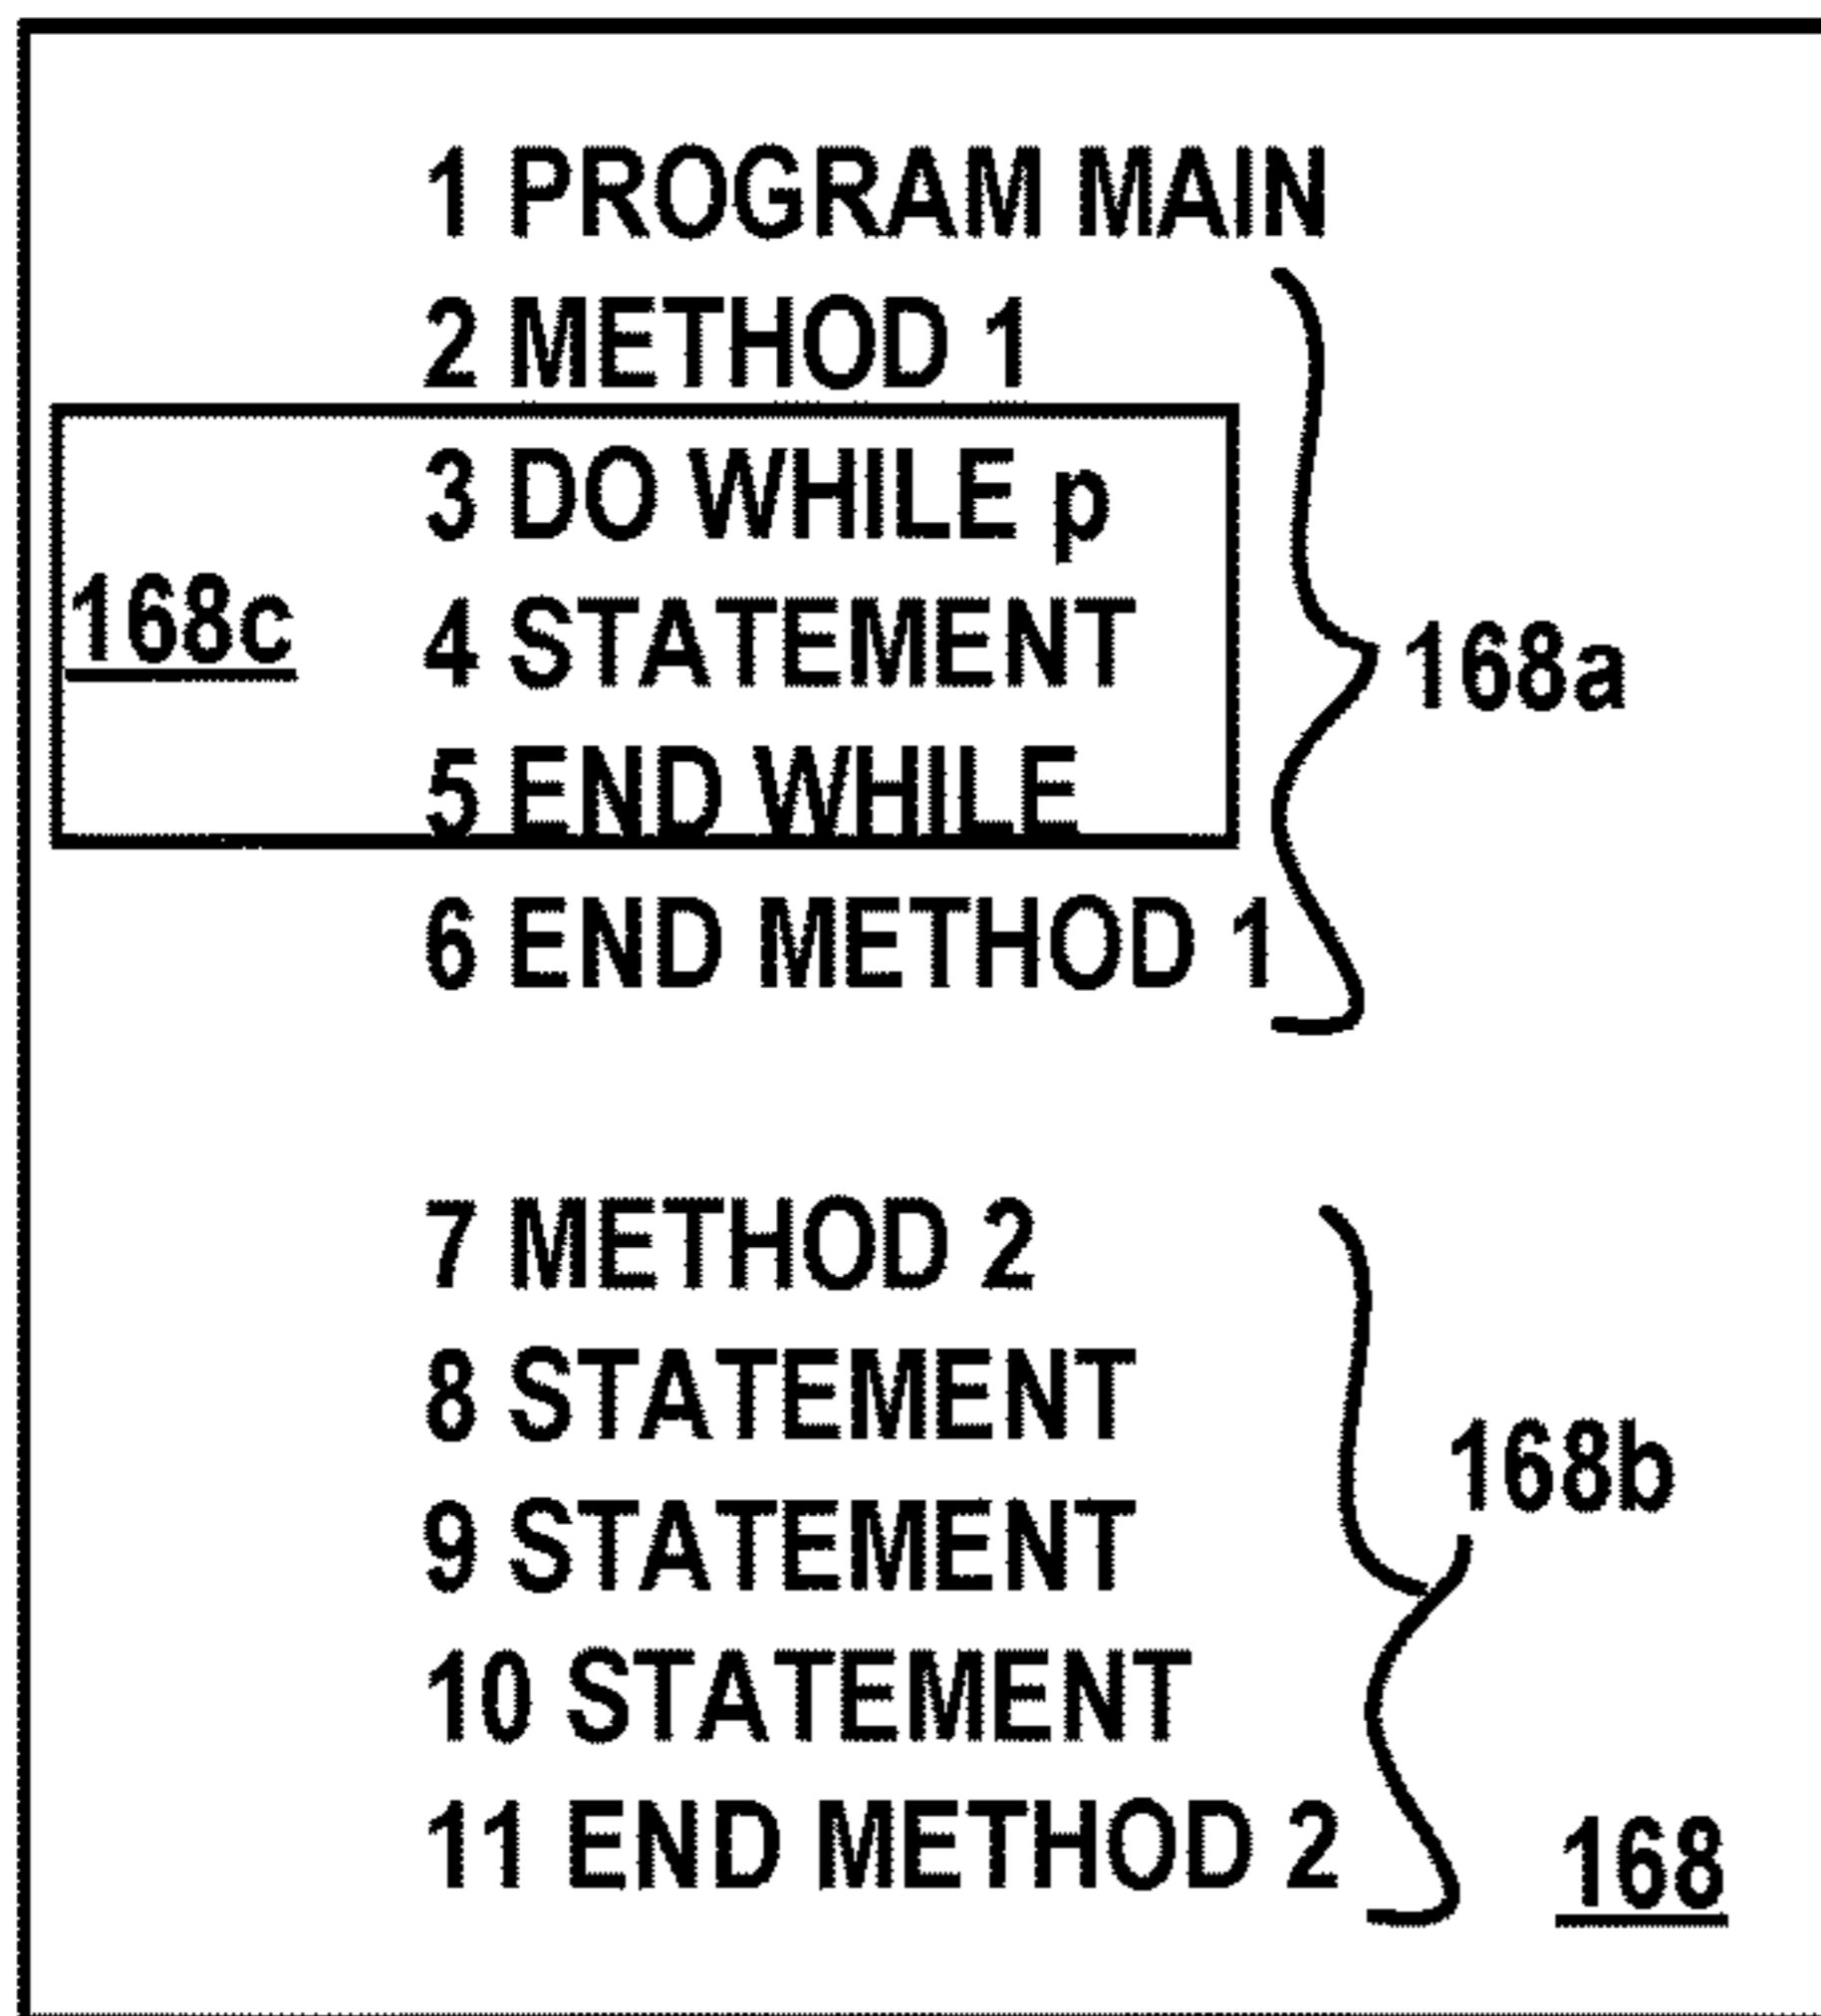 1 PROGRAM MAIN
2 METHOD 1
3 DO WHILE p
168c
4 STATEMENT
168a
5 END WHILE
6 END METHOD 1
7 METHOD 2
8 STATEMENT
168b
9 STATEMENT
10 STATEMENT
11 END METHOD 2
168